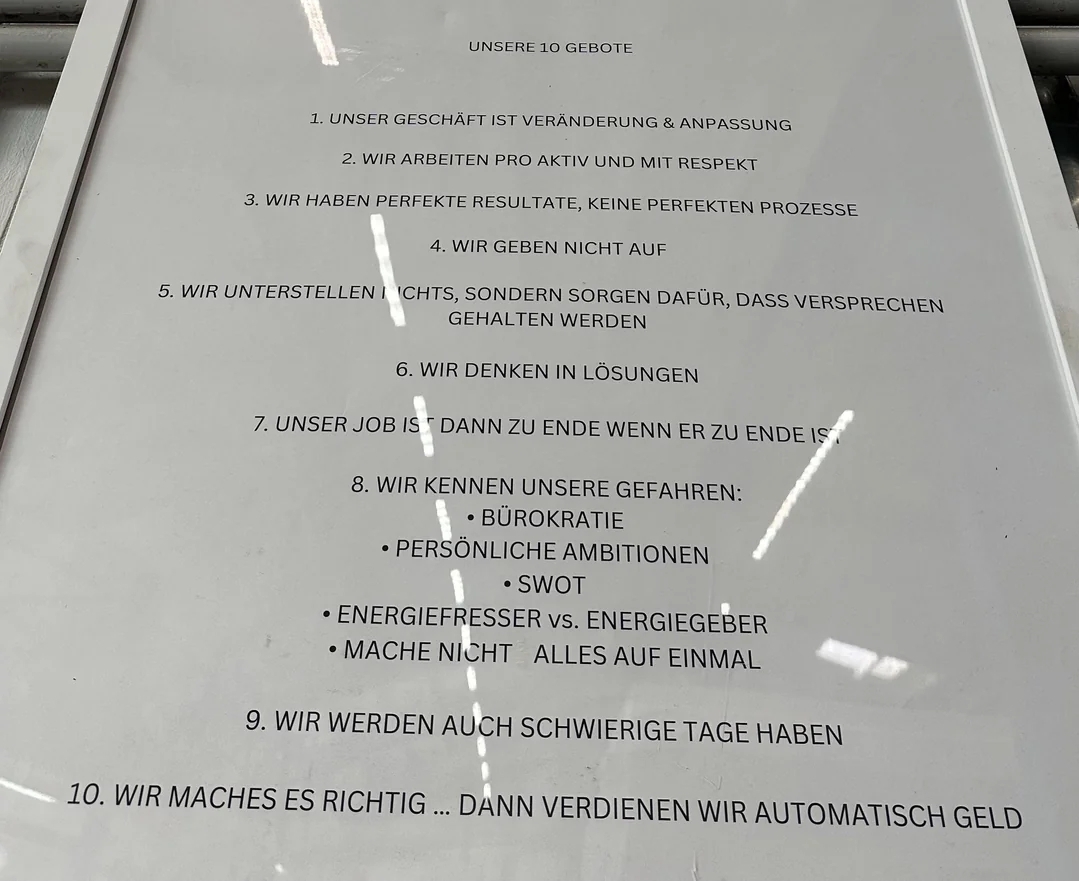 UNSERE 10 GEBOTE
1. UNSER GESCHÄFT IST VERÄNDERUNG & ANPASSUNG
2. WIR ARBEITEN PRO AKTIV UND MIT RESPEKT
3. WIR HABEN PERFEKTE RESULTATE, KEINE PERFEKTEN PROZESSE
4. WIR GEBEN NICHT AUF
5. WIR UNTERSTELLEN NICHTS, SONDERN SORGEN DAFÜR, DASS VERSPRECHEN
GEHALTEN WERDEN
6. WIR DENKEN IN LÖSUNGEN
7. UNSER JOB IST DANN ZU ENDE WENN ER ZU ENDE IST
8. WIR KENNEN UNSERE GEFAHREN:
• BÜROKRATIE
• PERSÖNLICHE AMBITIONEN
• SWOT
• ENERGIEFRESSER vs. ENERGIEGEBER
• MACHE NICHT ALLES AUF EINMAL
9. WIR WERDEN AUCH SCHWIERIGE TAGE HABEN
10. WIR MACHES ES RICHTIG ... DANN VERDIENEN WIR AUTOMATISCH GELD